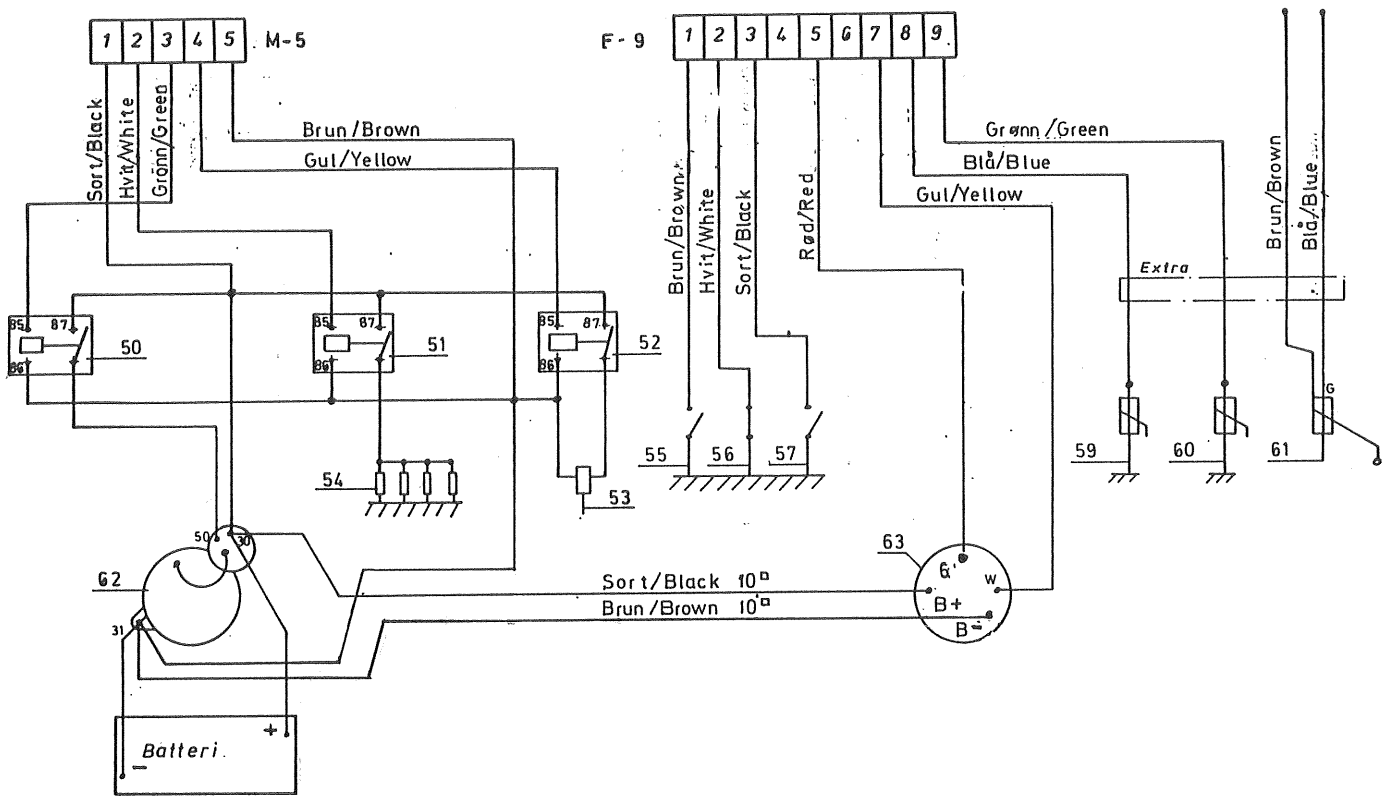 1 2 3 4 5 M-5
F-9 1 2 3 4 5 6 7 8 9
Sort/Black
Hvit/White
Grönn/Green
Brun/Brown
Gul/Yellow
Brun/Brown
Hvit/White
Sort/Black
Rød/Red
Grønn/Green
Blå/Blue
Gul/Yellow
Brun/Brown
Blå/Blue
Extra
85 87
86
50
85 87
86
51
85 87
86
52
54
53
55
56
57
59
60
G
61
50 30
62
31
63
G
W
B+
B-
Sort/Black 10□
Brun/Brown 10□
Batteri.
+
-